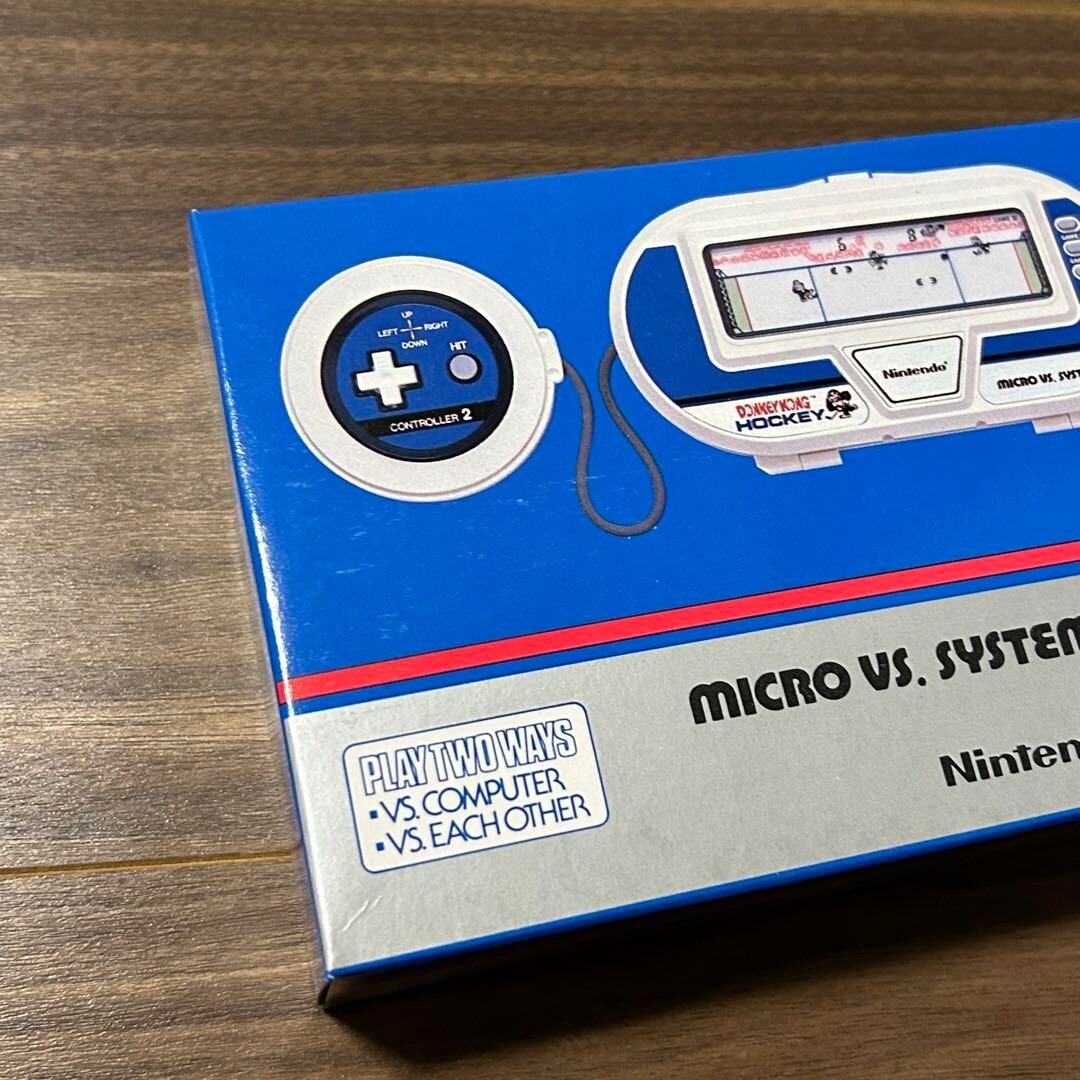 UP
LEFT RIGHT
DOWN
HIT
CONTROLLER 2
Nintendo®
DONKEY KONG™
HOCKEY
MICRO VS. SYST
MICRO VS. SYSTEM
Ninten
PLAY TWO WAYS
▪VS. COMPUTER
▪VS. EACH OTHER